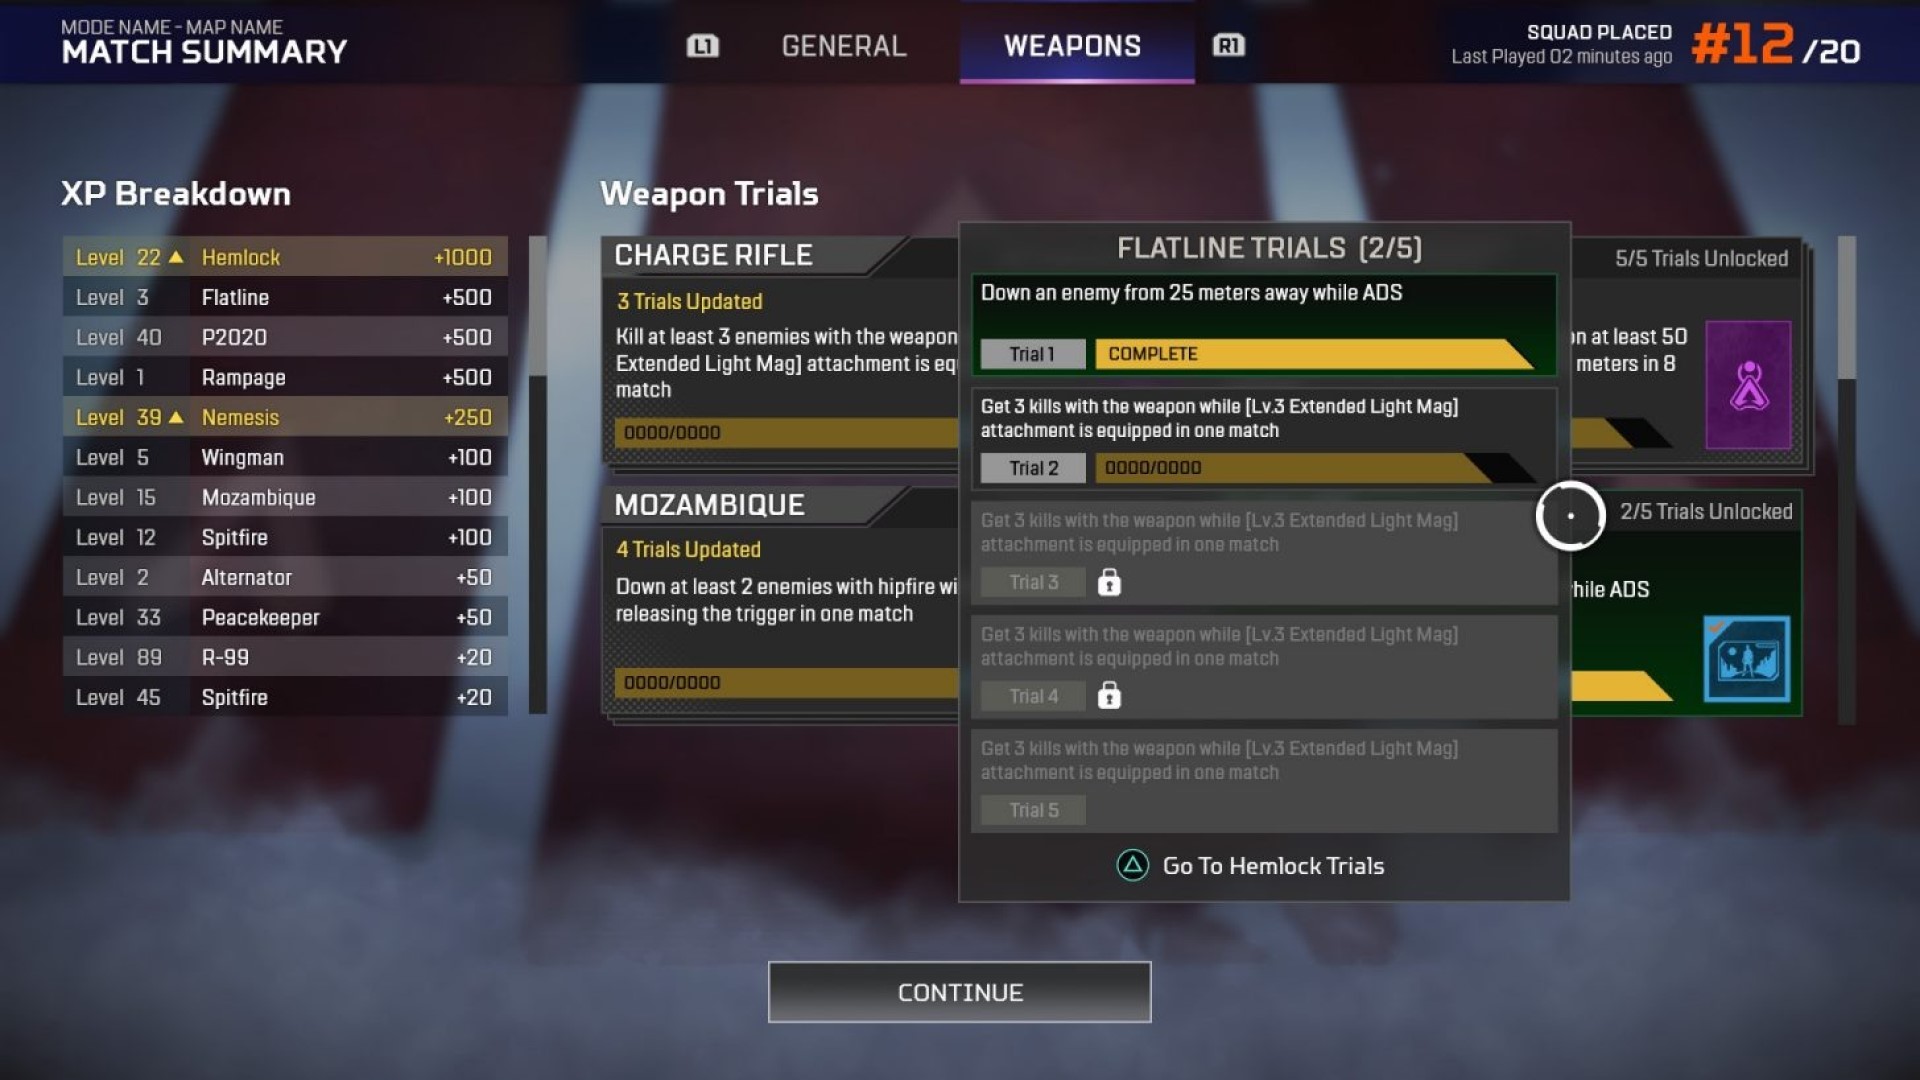 MODE NAME - MAP NAME
MATCH SUMMARY
L1
GENERAL
WEAPONS
R1
SQUAD PLACED
Last Played 02 minutes ago
#12/20
XP Breakdown
Level 22 Hemlock +1000
Level 3 Flatline +500
Level 40 P2020 +500
Level 1 Rampage +500
Level 39 Nemesis +250
Level 5 Wingman +100
Level 15 Mozambique +100
Level 12 Spitfire +100
Level 2 Alternator +50
Level 33 Peacekeeper +50
Level 89 R-99 +20
Level 45 Spitfire +20
Weapon Trials
CHARGE RIFLE
3 Trials Updated
Kill at least 3 enemies with the weapon
Extended Light Mag] attachment is eq
match
0000/0000
MOZAMBIQUE
4 Trials Updated
Down at least 2 enemies with hipfire wi
releasing the trigger in one match
0000/0000
FLATLINE TRIALS (2/5)
Down an enemy from 25 meters away while ADS
Trial 1 COMPLETE
Get 3 kills with the weapon while [Lv.3 Extended Light Mag]
attachment is equipped in one match
Trial 2 0000/0000
Get 3 kills with the weapon while [Lv.3 Extended Light Mag]
attachment is equipped in one match
Trial 3
Get 3 kills with the weapon while [Lv.3 Extended Light Mag]
attachment is equipped in one match
Trial 4
Get 3 kills with the weapon while [Lv.3 Extended Light Mag]
attachment is equipped in one match
Trial 5
Go To Hemlock Trials
5/5 Trials Unlocked
on at least 50
meters in 8
2/5 Trials Unlocked
while ADS
CONTINUE